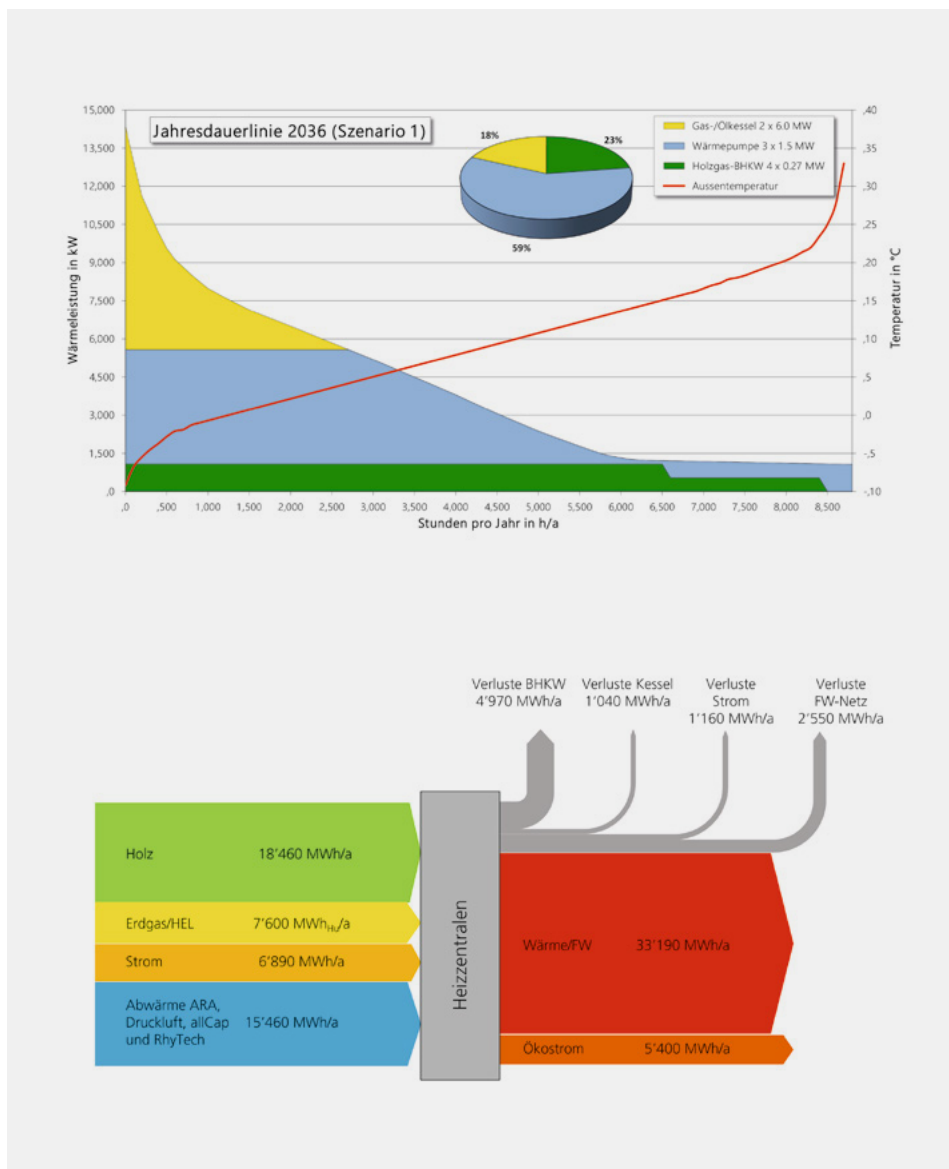 Jahresdauerlinie 2036 (Szenario 1)
18%
23%
59%
Gas-/Ölkessel 2 x 6.0 MW
Wärmepumpe 3 x 1.5 MW
Holzgas-BHKW 4 x 0.27 MW
Aussentemperatur
Wärmeleistung in kW
15,000
13,500
12,000
10,500
9,000
7,500
6,000
4,500
3,000
1,500
,0
Temperatur in °C
,40
,35
,30
,25
,20
,15
,10
,5
,0
-,5
-,10
,0 ,500 1,000 1,500 2,000 2,500 3,000 3,500 4,000 4,500 5,000 5,500 6,000 6,500 7,000 7,500 8,000 8,500
Stunden pro Jahr in h/a
Verluste BHKW
4'970 MWh/a
Verluste Kessel
1'040 MWh/a
Verluste
Strom
1'160 MWh/a
Verluste
FW-Netz
2'550 MWh/a
Holz 18'460 MWh/a
Erdgas/HEL 7'600 MWhHu/a
Strom 6'890 MWh/a
Abwärme ARA,
Druckluft, allCap 15'460 MWh/a
und RhyTech
Heizzentralen
Wärme/FW 33'190 MWh/a
Ökostrom 5'400 MWh/a